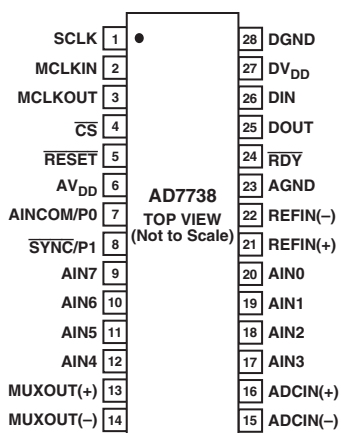 SCLK 1 28 DGND
MCLKIN 2 27 DVDD
MCLKOUT 3 26 DIN
CS 4 25 DOUT
RESET 5 24 RDY
AVDD 6 23 AGND
AINCOM/P0 7 22 REFIN(–)
SYNC/P1 8 21 REFIN(+)
AIN7 9 20 AIN0
AIN6 10 19 AIN1
AIN5 11 18 AIN2
AIN4 12 17 AIN3
MUXOUT(+) 13 16 ADCIN(+)
MUXOUT(–) 14 15 ADCIN(–)
AD7738
TOP VIEW
(Not to Scale)